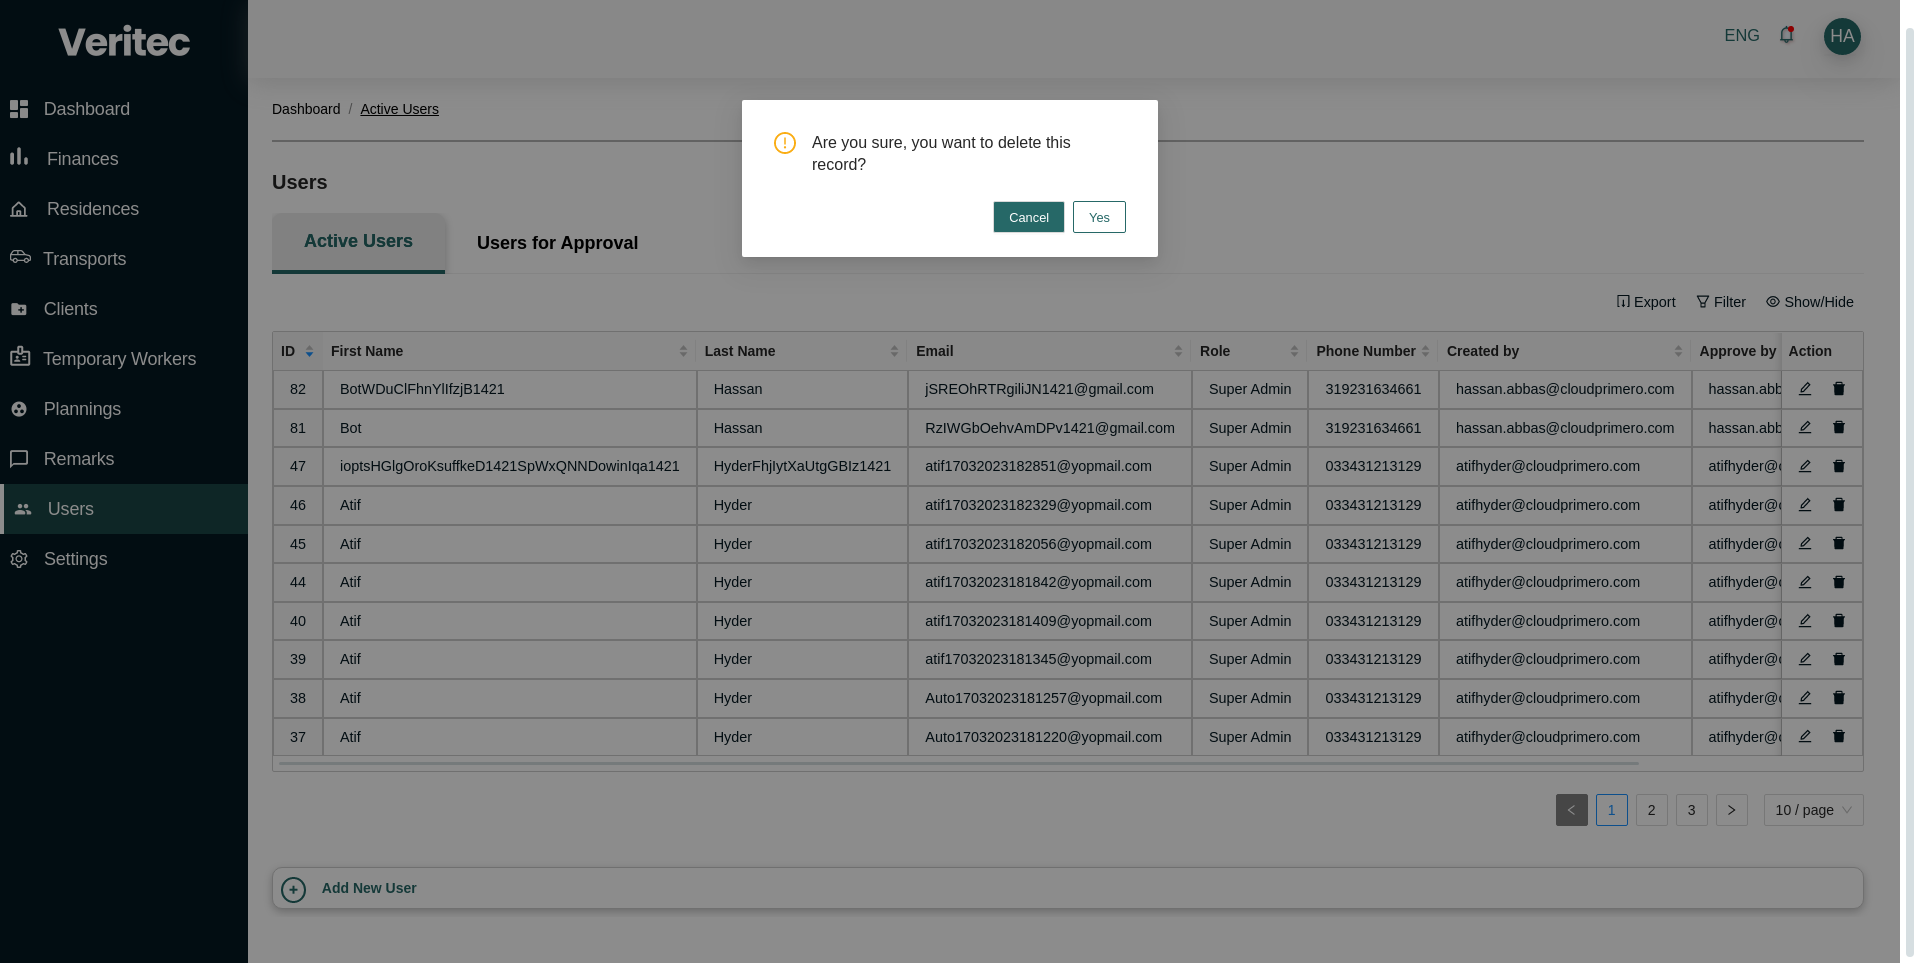 Veritec
ENG
HA
Dashboard
Finances
Residences
Transports
Clients
Temporary Workers
Plannings
Remarks
Users
Settings
Dashboard / Active Users
Are you sure, you want to delete this
record?
Cancel Yes
Users
Active Users Users for Approval
Export Filter Show/Hide
ID First Name Last Name Email Role Phone Number Created by Approve by Action
82 BotWDuClFhnYlIfzjB1421 Hassan jSREOhRTRgiliJN1421@gmail.com Super Admin 319231634661 hassan.abbas@cloudprimero.com hassan.abb
81 Bot Hassan RzIWGbOehvAmDPv1421@gmail.com Super Admin 319231634661 hassan.abbas@cloudprimero.com hassan.abb
47 ioptsHGlgOroKsuffkeD1421SpWxQNNDowinIqa1421 HyderFhjIytXaUtgGBIz1421 atif17032023182851@yopmail.com Super Admin 033431213129 atifhyder@cloudprimero.com atifhyder@c
46 Atif Hyder atif17032023182329@yopmail.com Super Admin 033431213129 atifhyder@cloudprimero.com atifhyder@c
45 Atif Hyder atif17032023182056@yopmail.com Super Admin 033431213129 atifhyder@cloudprimero.com atifhyder@c
44 Atif Hyder atif17032023181842@yopmail.com Super Admin 033431213129 atifhyder@cloudprimero.com atifhyder@c
40 Atif Hyder atif17032023181409@yopmail.com Super Admin 033431213129 atifhyder@cloudprimero.com atifhyder@c
39 Atif Hyder atif17032023181345@yopmail.com Super Admin 033431213129 atifhyder@cloudprimero.com atifhyder@c
38 Atif Hyder Auto17032023181257@yopmail.com Super Admin 033431213129 atifhyder@cloudprimero.com atifhyder@c
37 Atif Hyder Auto17032023181220@yopmail.com Super Admin 033431213129 atifhyder@cloudprimero.com atifhyder@c
1 2 3 10 / page
Add New User